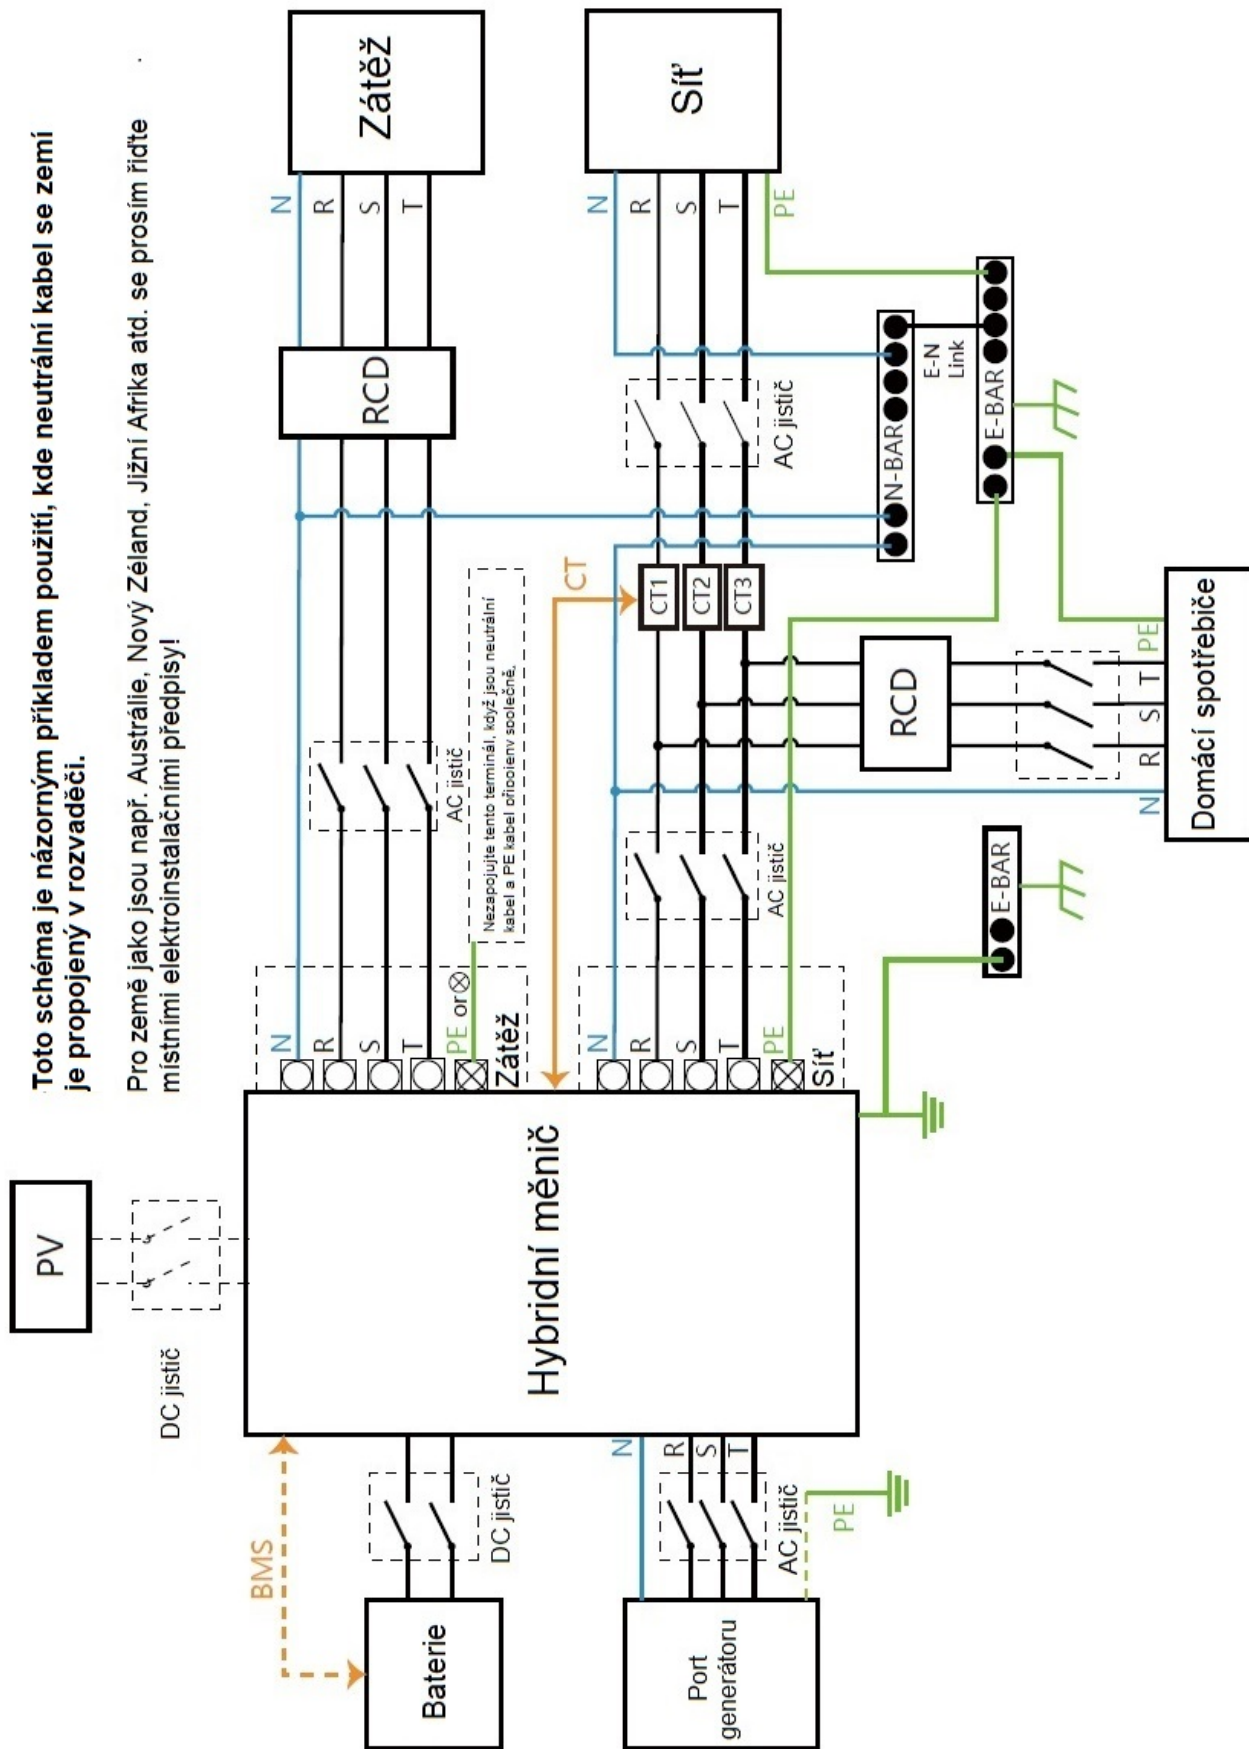 Toto schéma je názorným příkladem použití, kde neutrální kabel se zemí
je propojený v rozvaděči.
Pro země jako jsou např. Austrálie, Nový Zéland, Jižní Afrika atd. se prosím řiďte
místními elektroinstalačními předpisy!
PV
DC jistič
BMS
Baterie
DC jistič
Hybridní měnič
N
R
S
T
PE or
Zátěž
AC jistič
Nezapojujte tento terminál, když jsou neutrální
kabel a PE kabel společně.
RCD
N
R
S
T
Zátěž
CT
N
R
S
T
PE
Síť
AC jistič
CT1
CT2
CT3
AC jistič
N
R
S
T
PE
Síť
N-BAR
E-N
Link
E-BAR
RCD
N
R
S
T
PE
Domácí spotřebiče
E-BAR
N
R
S
T
AC jistič
PE
Port
generátoru